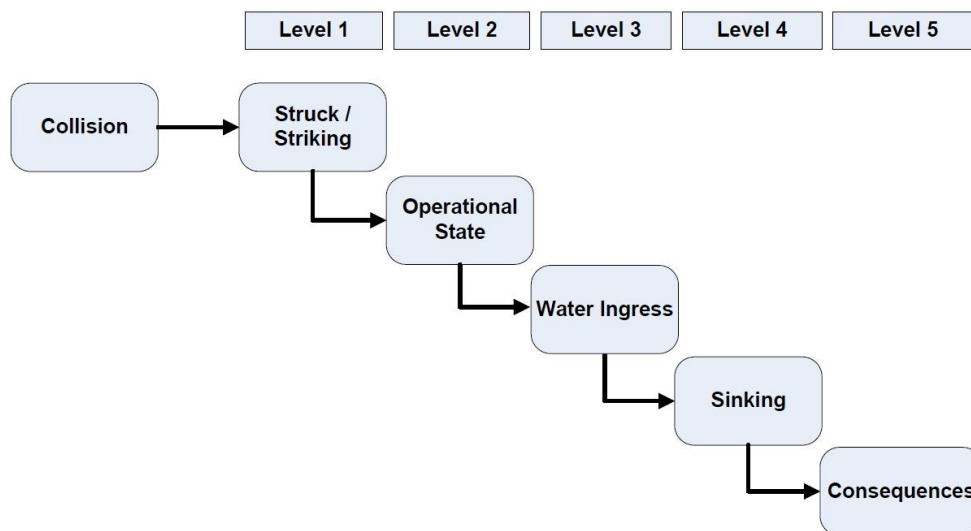 Level 1
Level 2
Level 3
Level 4
Level 5
Collision
Struck /
Striking
Operational
State
Water Ingress
Sinking
Consequences